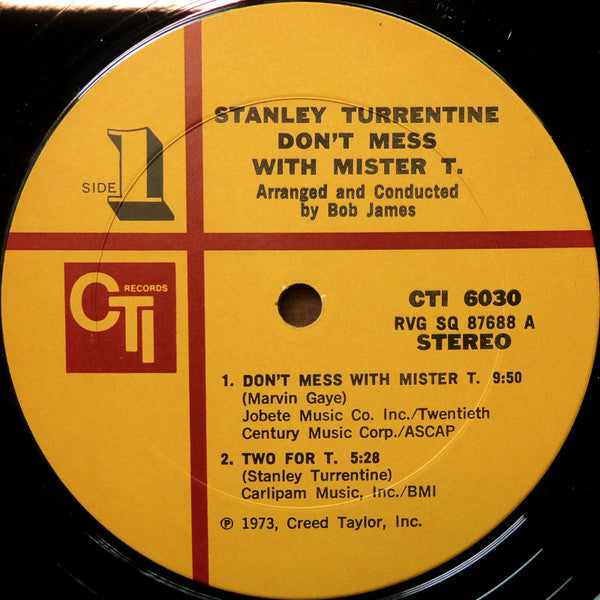 STANLEY TURRENTINE
DON'T MESS
WITH MISTER T.
Arranged and Conducted
by Bob James
SIDE 1
CTI RECORDS
CTI 6030
RVG SQ 87688 A
STEREO
1. DON'T MESS WITH MISTER T. 9:50
(Marvin Gaye)
Jobete Music Co. Inc./Twentieth
Century Music Corp./ASCAP
2. TWO FOR T. 5:28
(Stanley Turrentine)
Carlipam Music, Inc./BMI
℗ 1973, Creed Taylor, Inc.